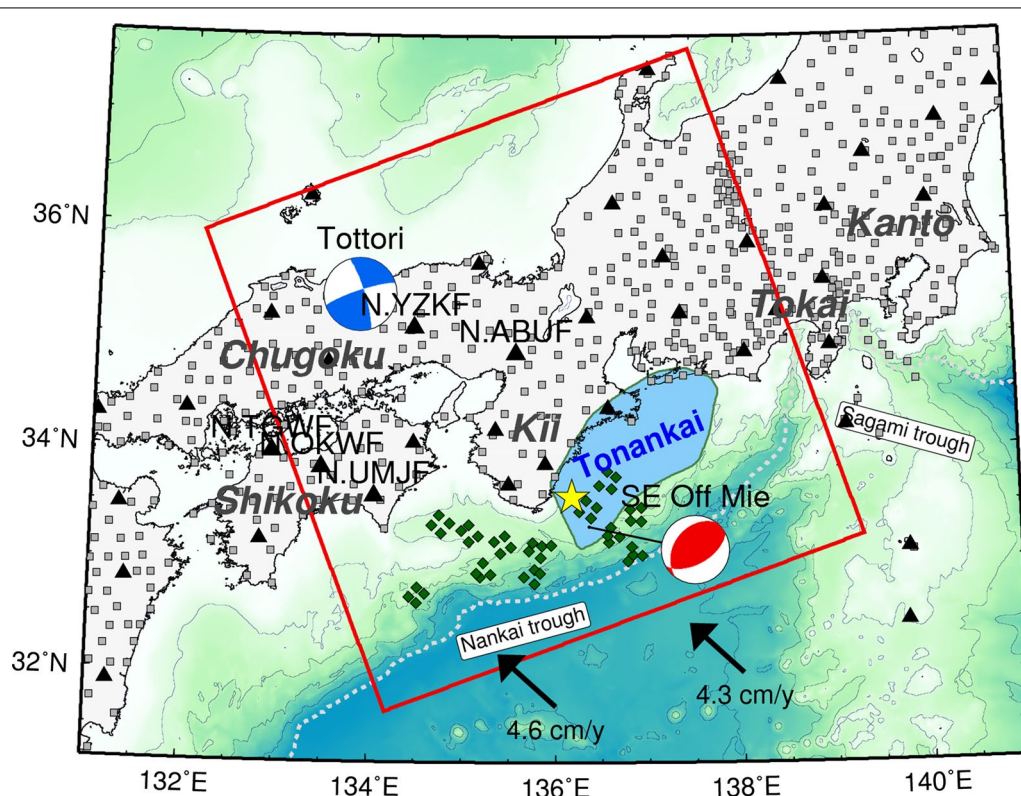 36˚N
34˚N
32˚N
Tottori
N.YZKF
N.ABUF
Chugoku
Kanto
Tokai
Kii
Tonankai
N.TGWF
N.OKWF
N.UMJF
Shikoku
SE Off Mie
Sagami trough
Nankai trough
4.6 cm/y
4.3 cm/y
132˚E
134˚E
136˚E
138˚E
140˚E